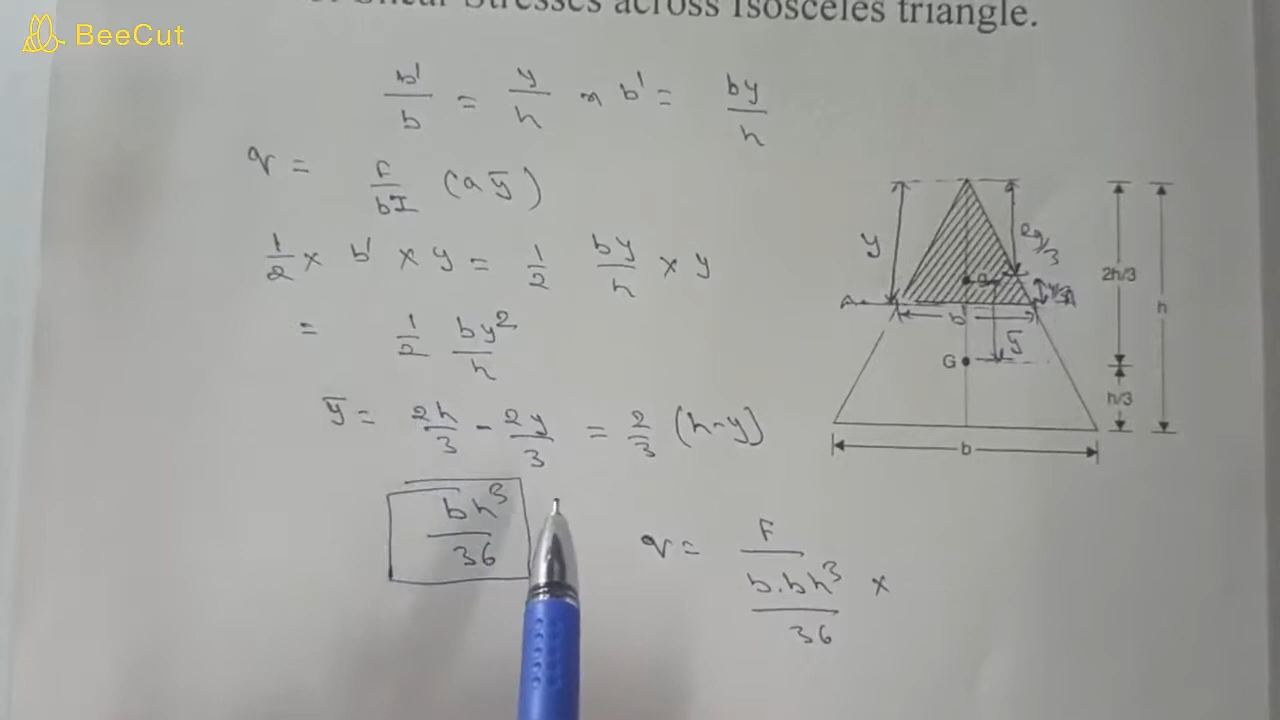 BeeCut
Shear Stresses across Isosceles triangle.
b'/b = y/h b' = by/h
q = F/bI (a ȳ)
1/2 × b' × y = 1/2 by/h × y
= 1/2 by²/h
ȳ = 2h/3 - 2y/3 = 2/3 (h-y)
bh³/36
q = F/(b.bh³/36) ×
y
2y/3
2h/3
h
A
b'
ȳ
G
h/3
b